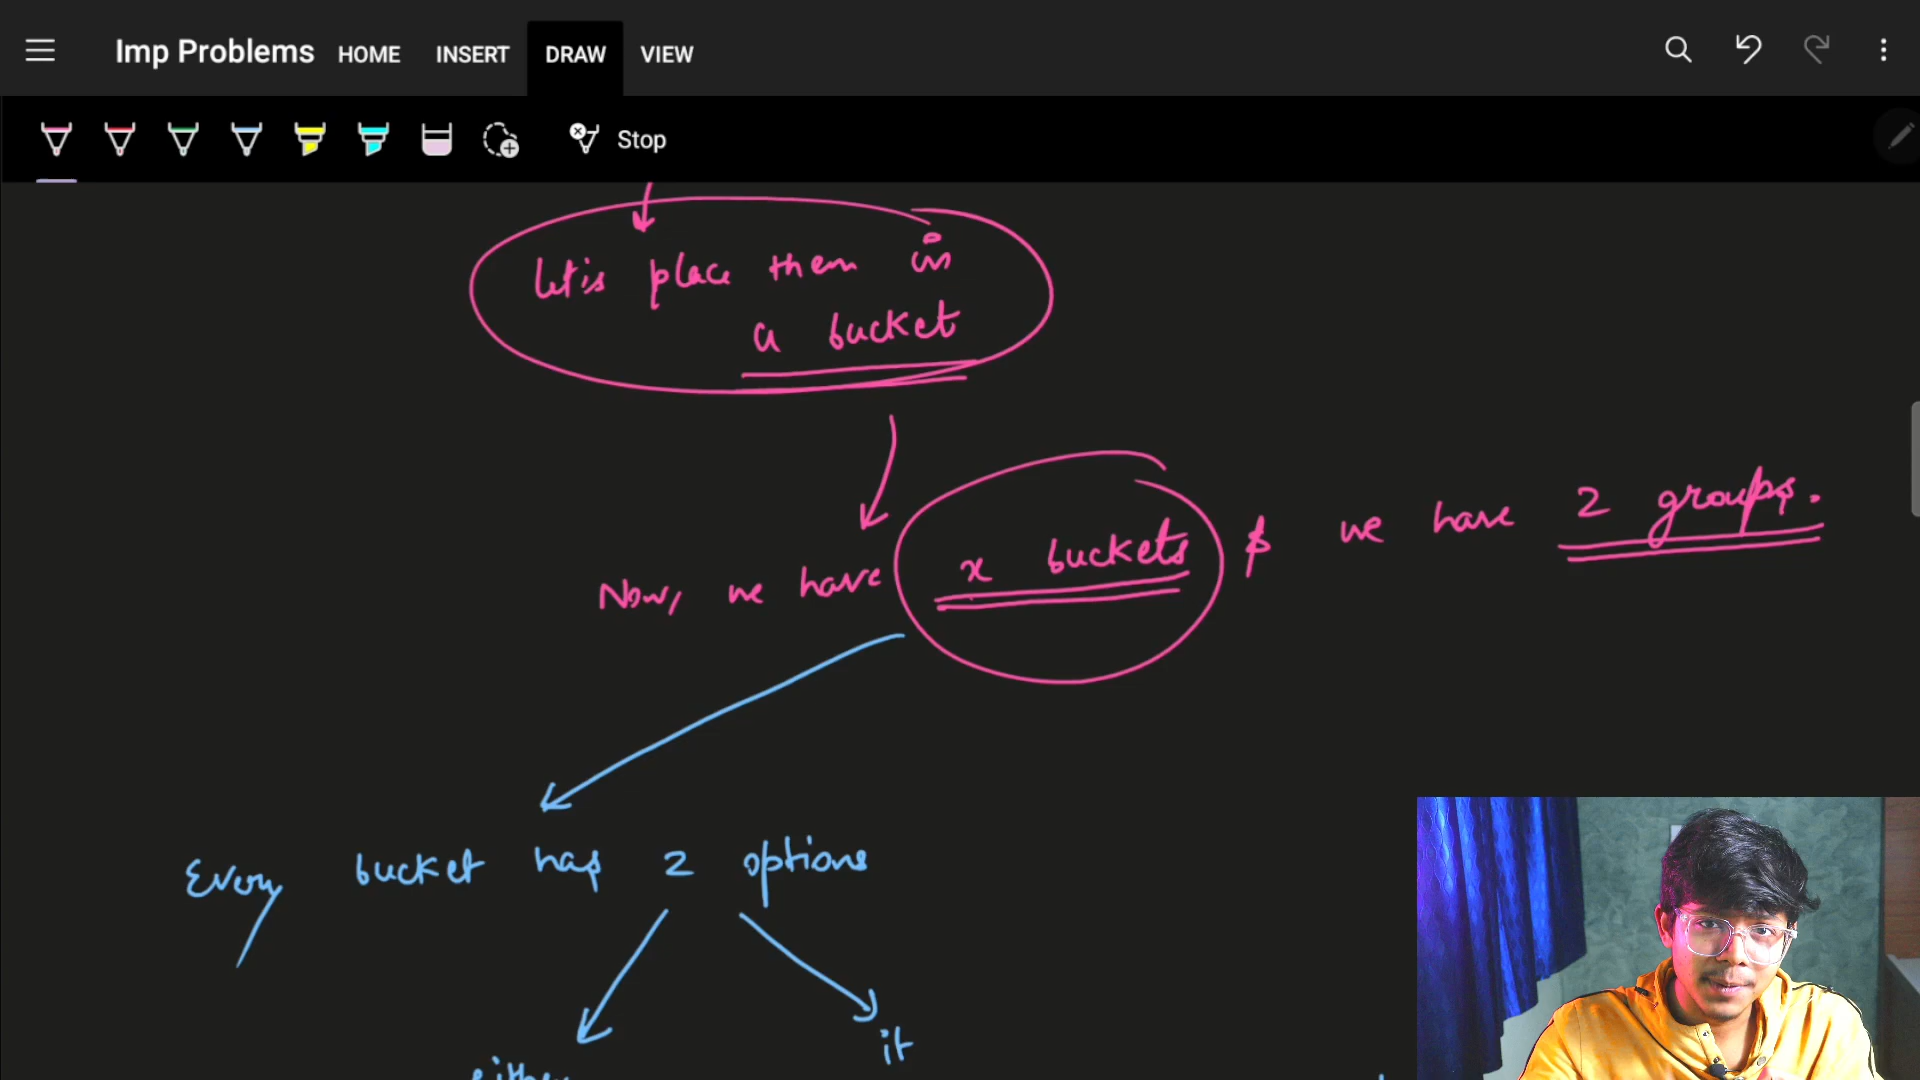 Imp Problems HOME INSERT DRAW VIEW
Stop
Let's place them in
a bucket
Now, we have x buckets & we have 2 groups.
Every bucket has 2 options
either it